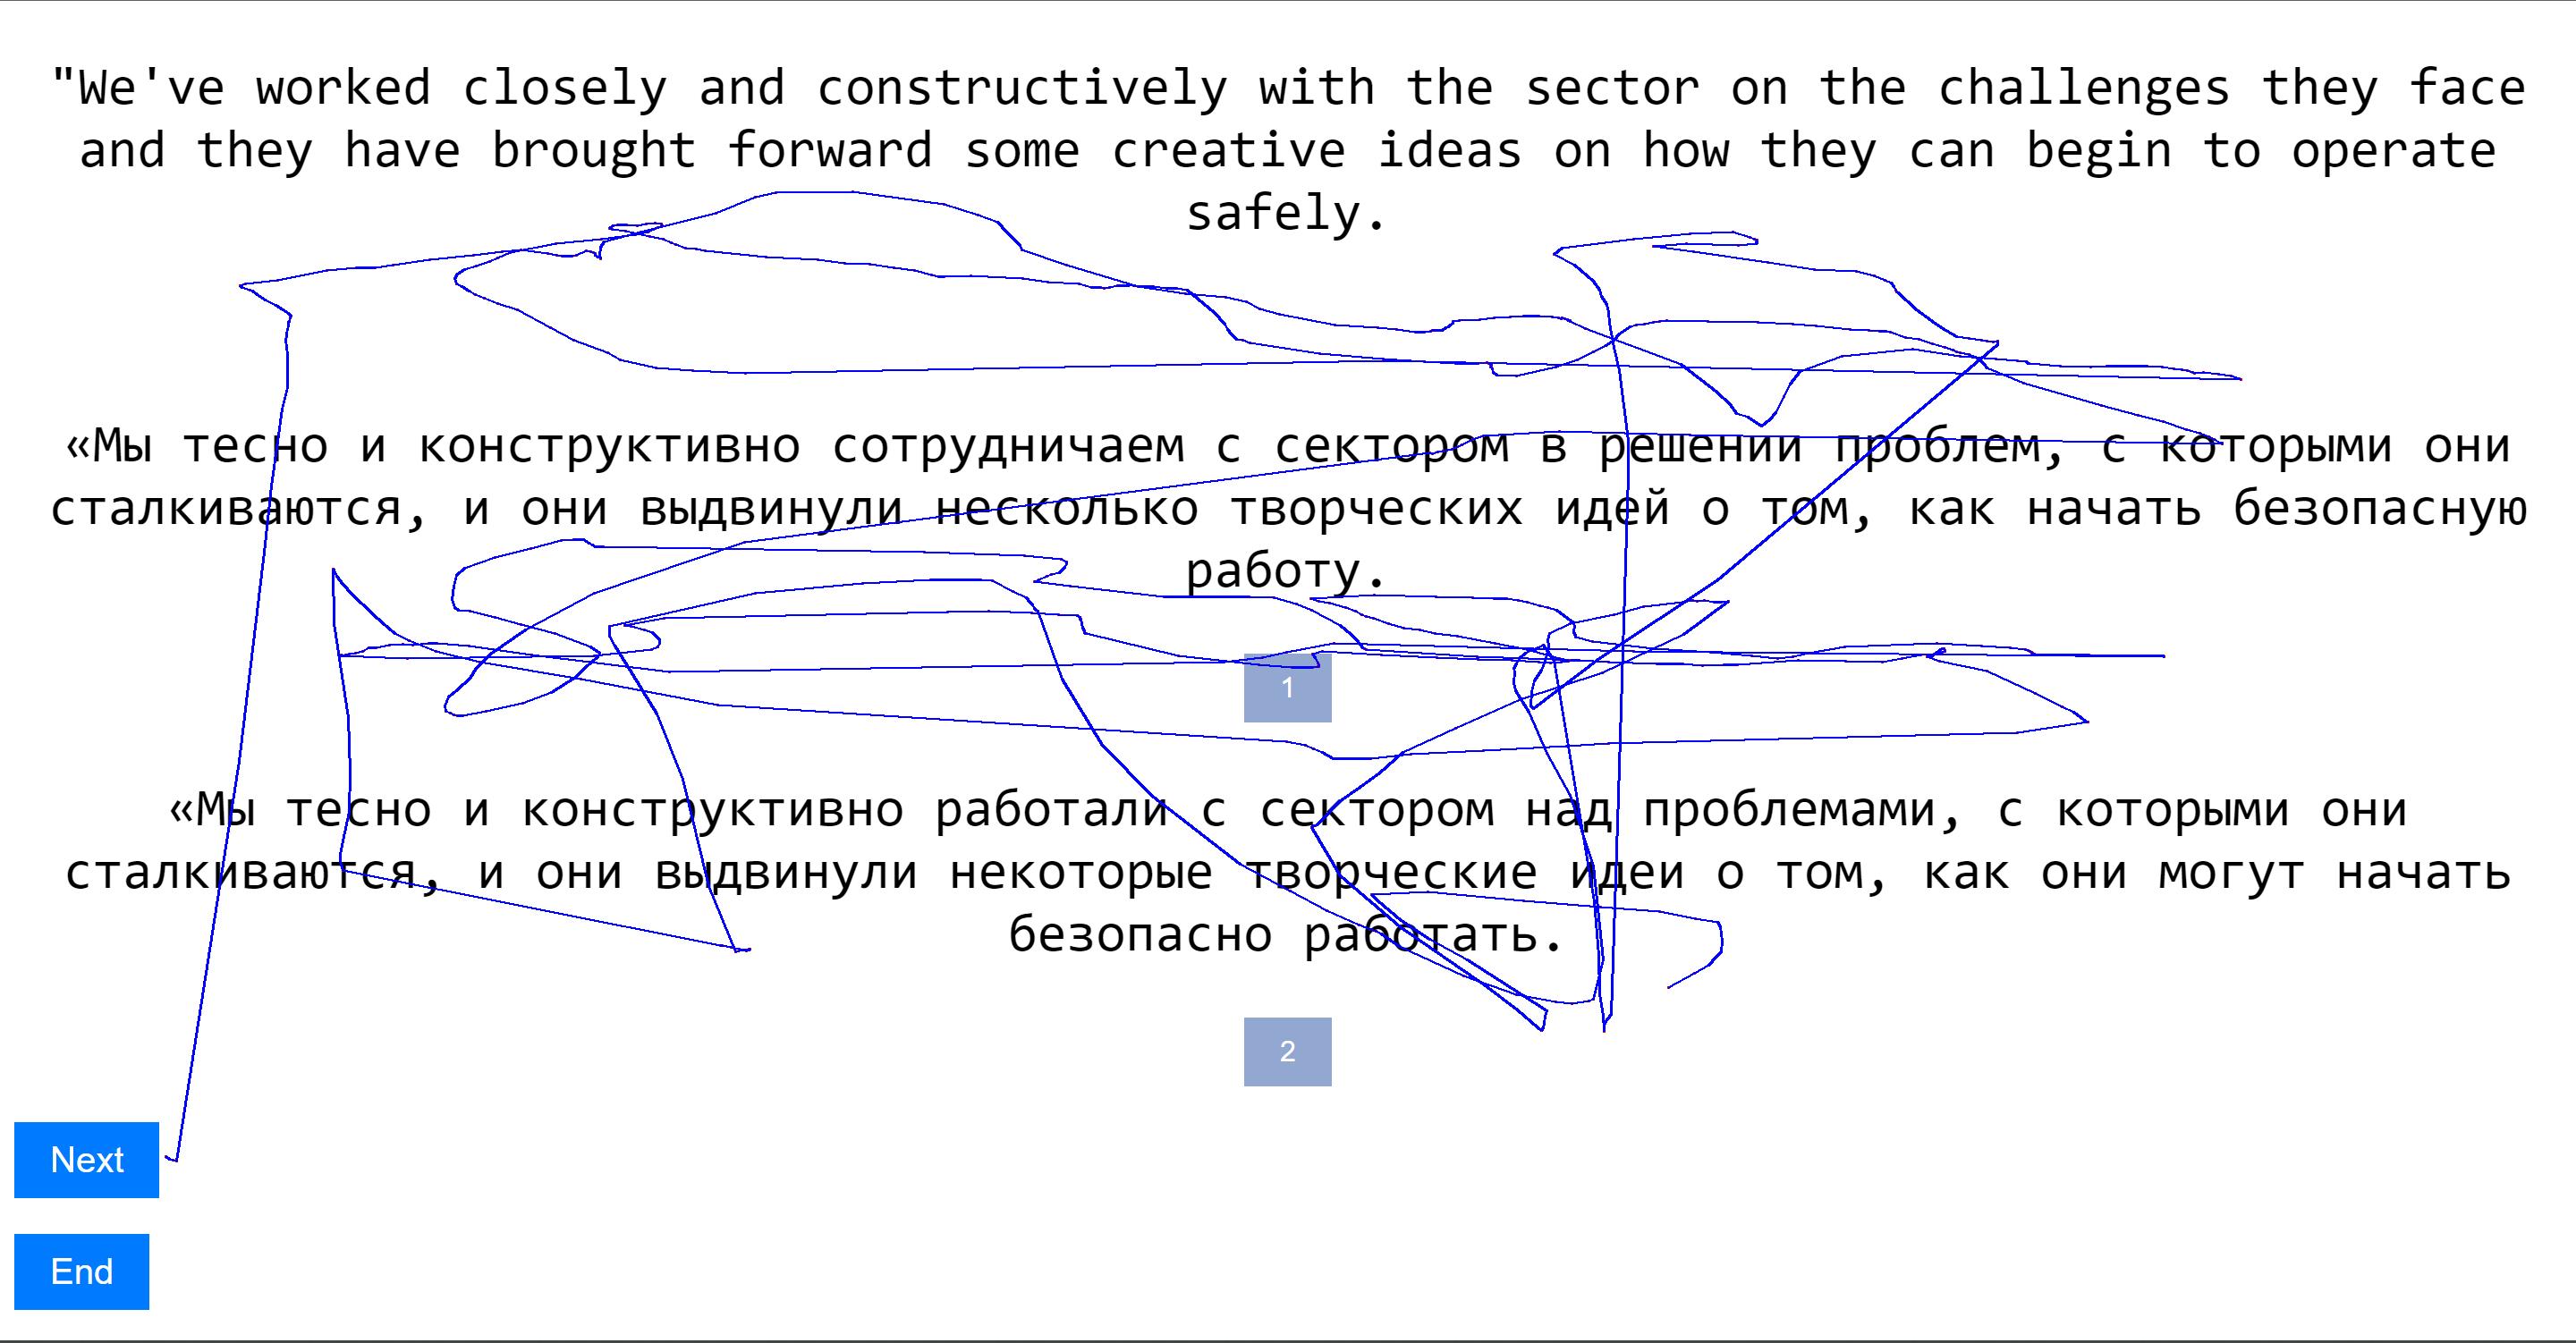 "We've worked closely and constructively with the sector on the challenges they face
and they have brought forward some creative ideas on how they can begin to operate
safely.
«Мы тесно и конструктивно сотрудничаем с сектором в решении проблем, с которыми они
сталкиваются, и они выдвинули несколько творческих идей о том, как начать безопасную
работу.
1
«Мы тесно и конструктивно работали с сектором над проблемами, с которыми они
сталкиваются, и они выдвинули некоторые творческие идеи о том, как они могут начать
безопасно работать.
2
Next
End